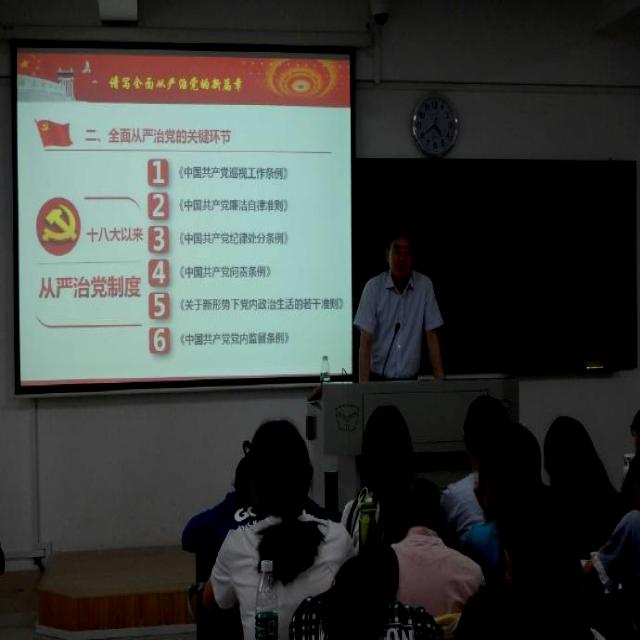 谱写全面从严治党的新篇章
二、全面从严治党的关键环节
十八大以来
从严治党制度
1 《中国共产党巡视工作条例》
2 《中国共产党廉洁自律准则》
3 《中国共产党纪律处分条例》
4 《中国共产党问责条例》
5 《关于新形势下党内政治生活的若干准则》
6 《中国共产党党内监督条例》